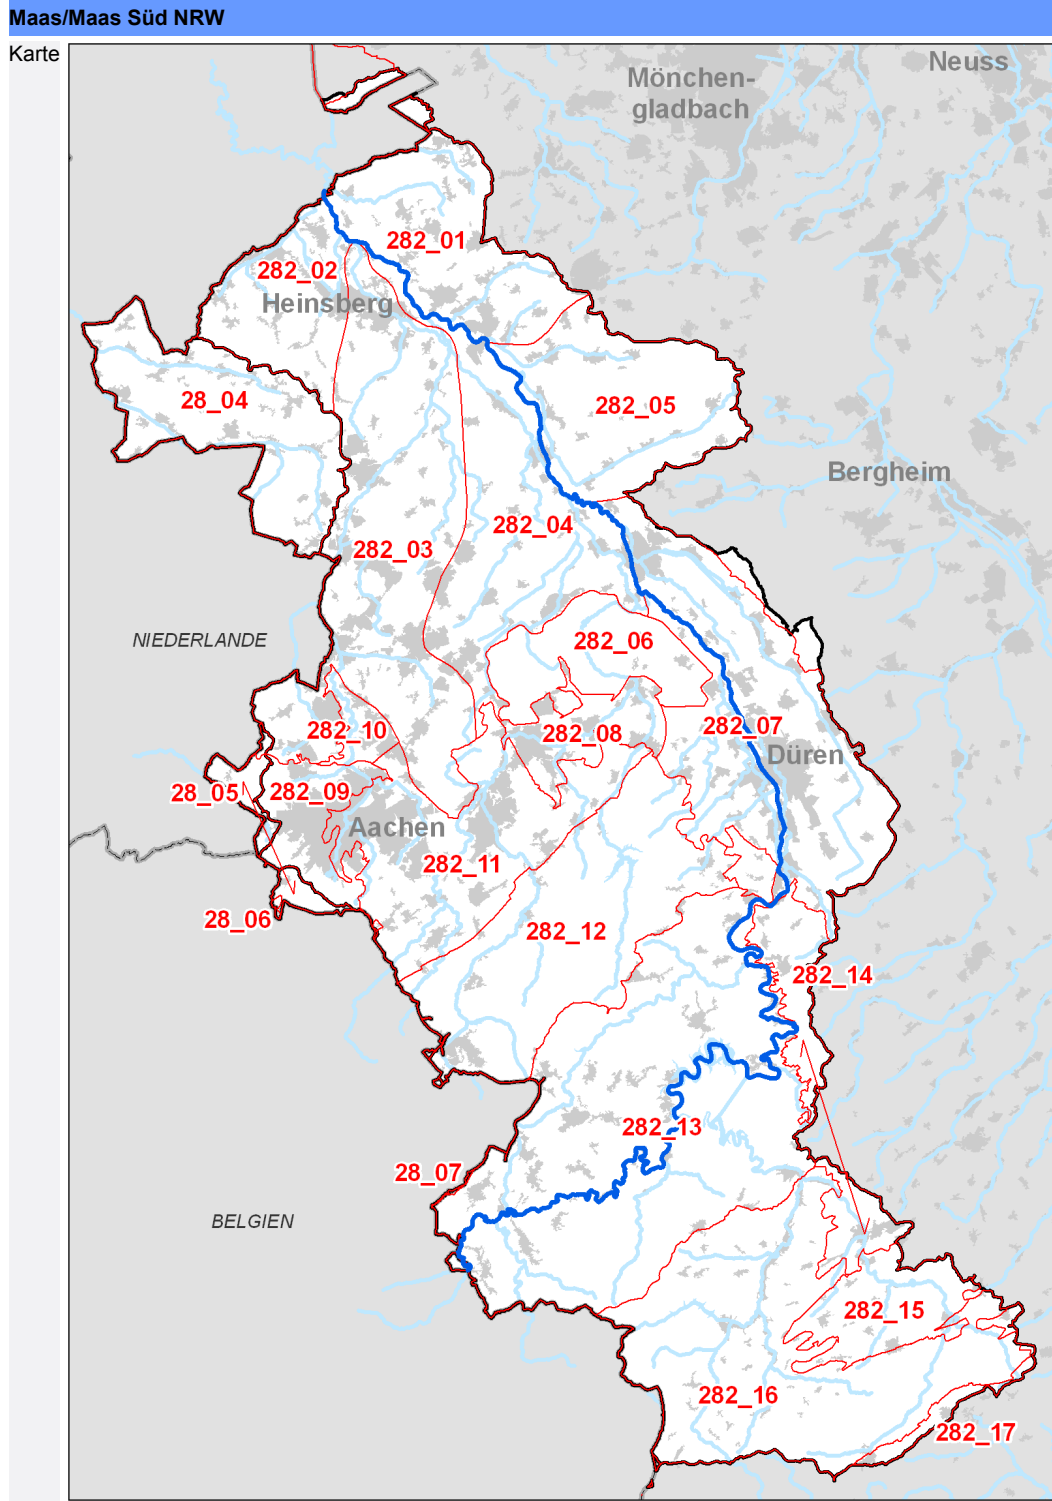 Maas/Maas Süd NRW
Karte
Neuss
Mönchen-
gladbach
282_01
282_02
Heinsberg
28_04
282_05
Bergheim
282_04
282_03
NIEDERLANDE
282_06
282_10
282_07
282_08
Düren
28_05
282_09
Aachen
282_11
28_06
282_12
282_14
282_13
28_07
BELGIEN
282_15
282_16
282_17